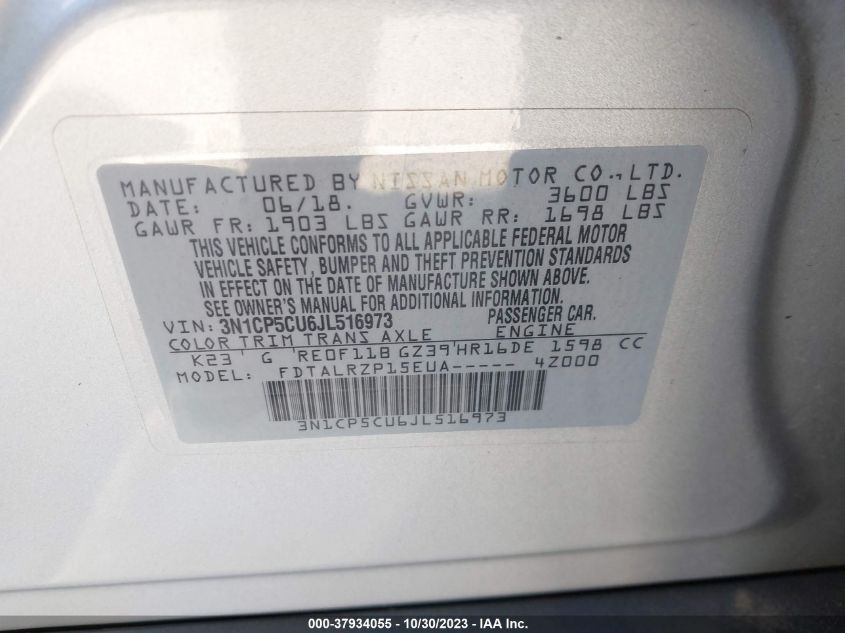 MANUFACTURED BY NISSAN MOTOR CO., LTD.
DATE: 06/18. GVWR: 3600 LBS
GAWR FR: 1903 LBS GAWR RR: 1698 LBS
THIS VEHICLE CONFORMS TO ALL APPLICABLE FEDERAL MOTOR
VEHICLE SAFETY, BUMPER AND THEFT PREVENTION STANDARDS
IN EFFECT ON THE DATE OF MANUFACTURE SHOWN ABOVE.
SEE OWNER'S MANUAL FOR ADDITIONAL INFORMATION.
VIN: 3N1CP5CU6JL516973 PASSENGER CAR.
COLOR TRIM TRANS AXLE ENGINE
K23 G RE0F11B GZ39 HR16DE 1598 CC
MODEL: FDTALRZP15EUA----- 4Z000
3N1CP5CU6JL516973
000-37934055 - 10/30/2023 - IAA Inc.